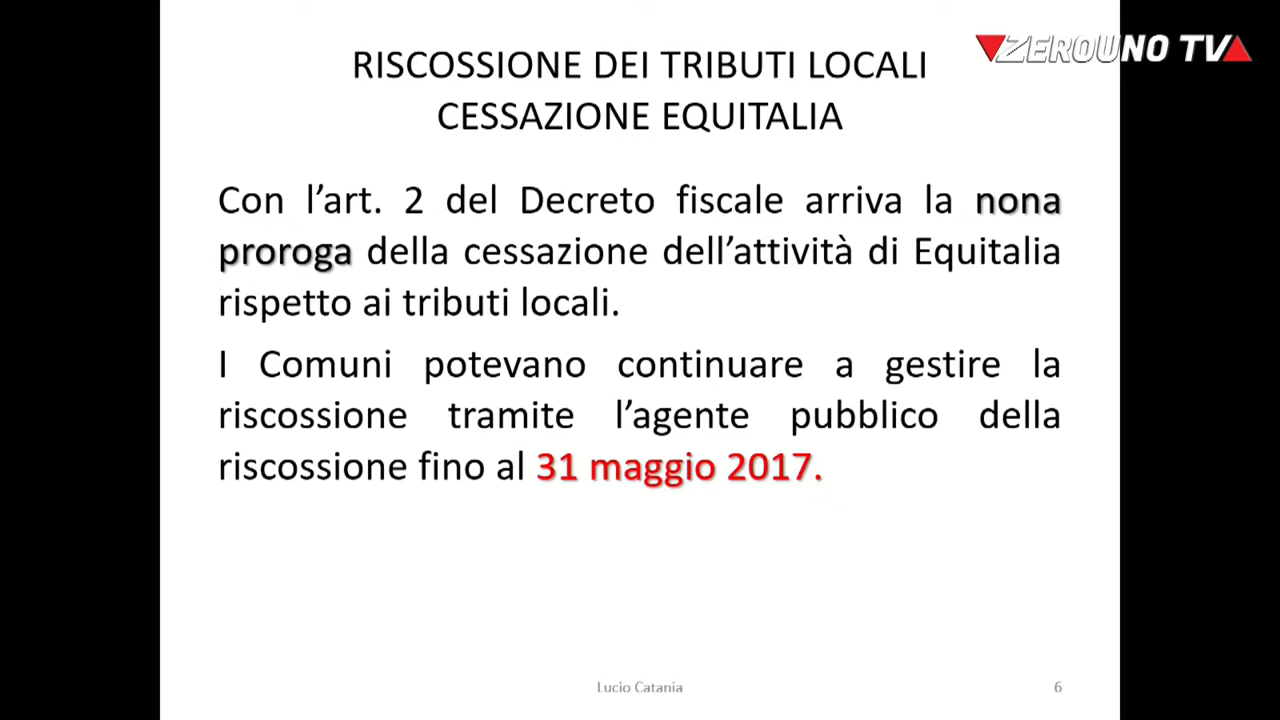 ZEROUNO TV
RISCOSSIONE DEI TRIBUTI LOCALI
CESSAZIONE EQUITALIA
Con l’art. 2 del Decreto fiscale arriva la nona
proroga della cessazione dell’attività di Equitalia
rispetto ai tributi locali.
I Comuni potevano continuare a gestire la
riscossione tramite l’agente pubblico della
riscossione fino al 31 maggio 2017.
Lucio Catania
6